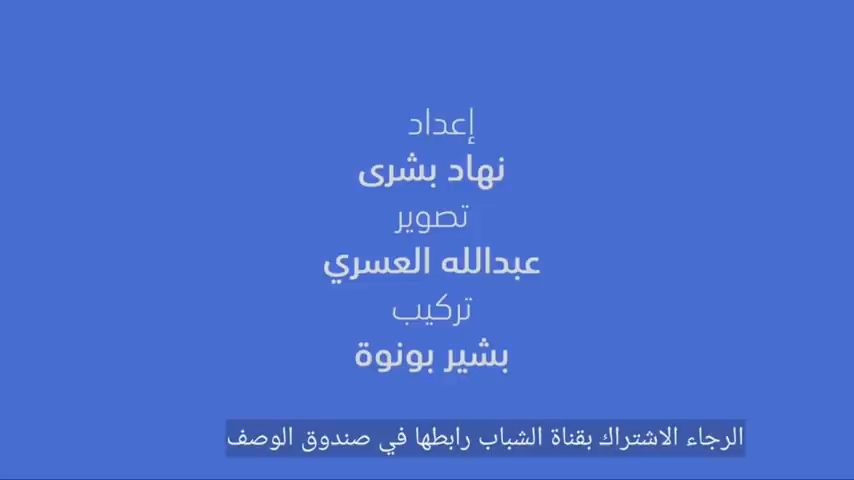 إعداد
نهاد بشرى
تصوير
عبدالله العسري
تركيب
بشير بونوة
الرجاء الاشتراك بقناة الشباب رابطها في صندوق الوصف